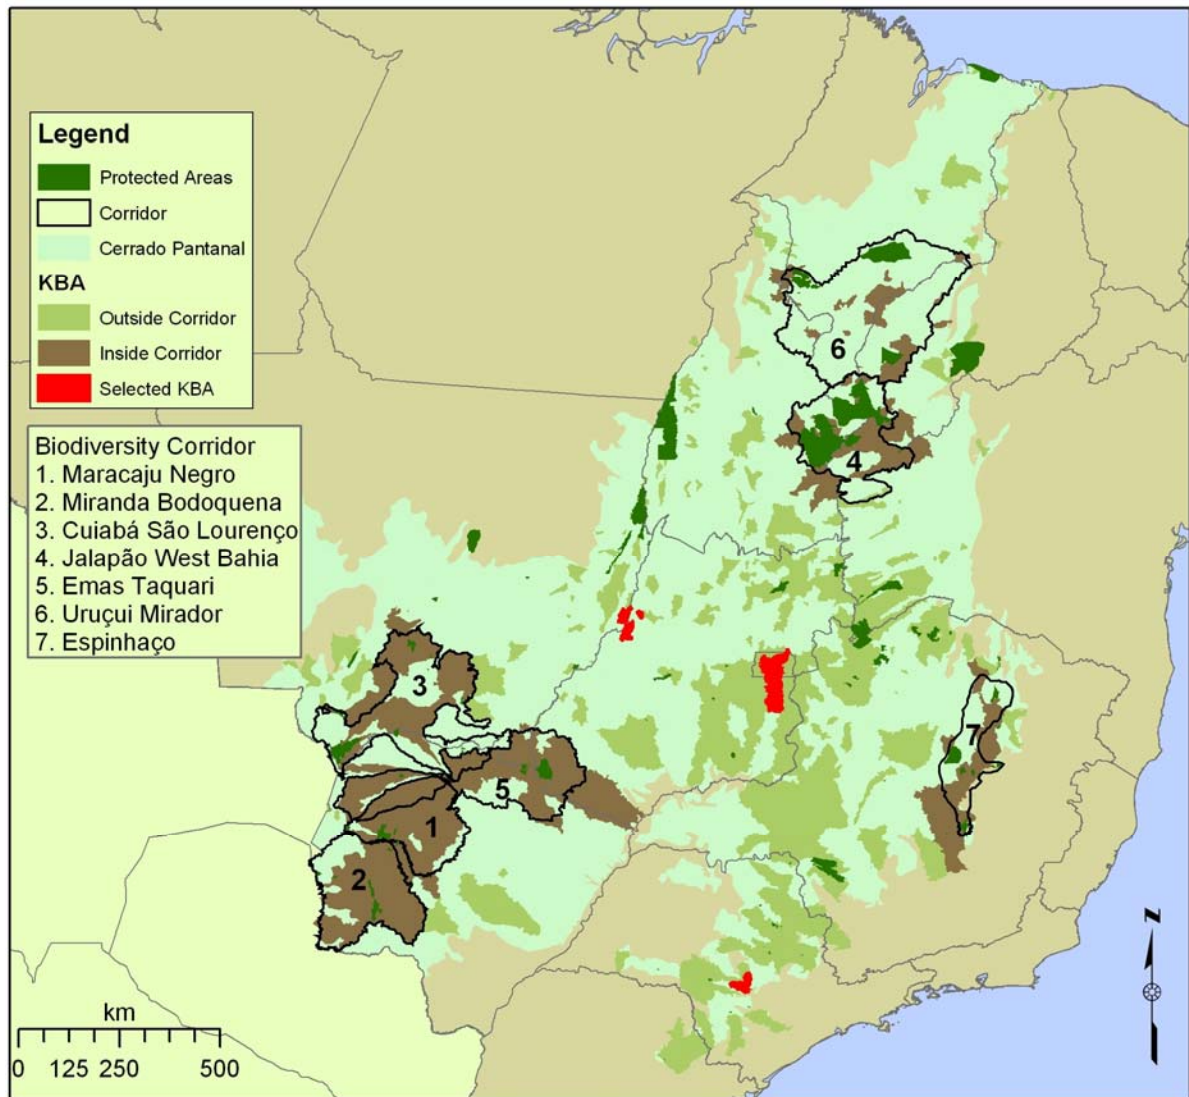 Legend
Protected Areas
Corridor
Cerrado Pantanal
KBA
Outside Corridor
Inside Corridor
Selected KBA
Biodiversity Corridor
1. Maracaju Negro
2. Miranda Bodoquena
3. Cuiabá São Lourenço
4. Jalapão West Bahia
5. Emas Taquari
6. Uruçui Mirador
7. Espinhaço
6
4
3
7
5
1
2
N
km
0 125 250 500